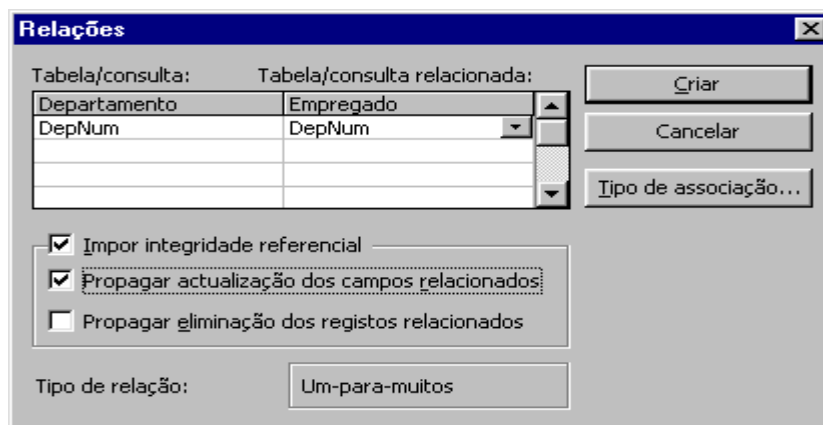 Relações
Tabela/consulta: Tabela/consulta relacionada:
Departamento Empregado
DepNum DepNum
Criar
Cancelar
Tipo de associação...
Impor integridade referencial
Propagar actualização dos campos relacionados
Propagar eliminação dos registos relacionados
Tipo de relação: Um-para-muitos